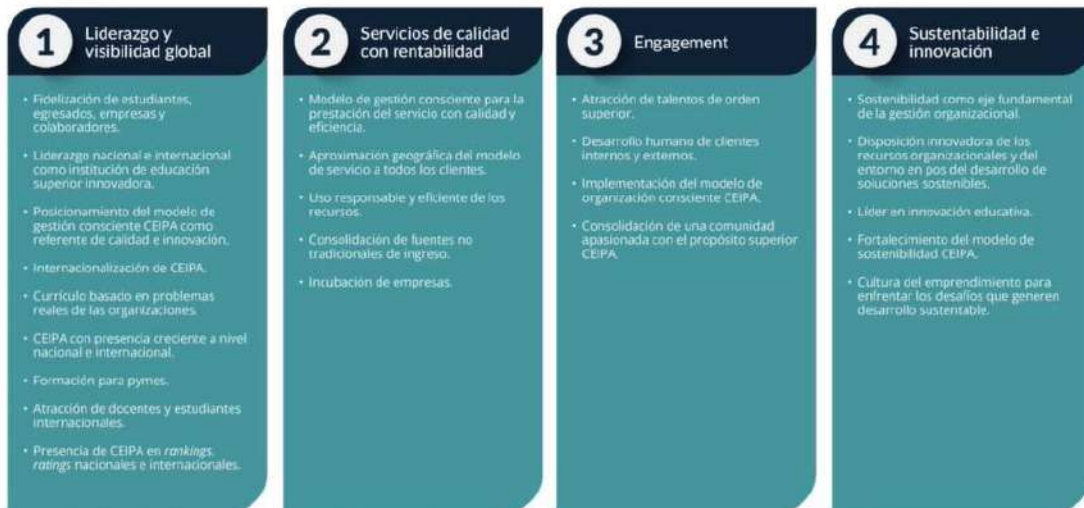 1
Liderazgo y
visibilidad global
• Fidelización de estudiantes,
egresados, empresas y
colaboradores.
• Liderazgo nacional e internacional
como institución de educación
superior innovadora.
• Posicionamiento del modelo de
gestión consciente CEIPA como
referente de calidad e innovación.
• Internacionalización de CEIPA.
• Currículo basado en problemas
reales de las organizaciones.
• CEIPA con presencia creciente a nivel
nacional e internacional.
• Formación para pymes.
• Atracción de docentes y estudiantes
internacionales.
• Presencia de CEIPA en rankings,
ratings nacionales e internacionales.
2
Servicios de calidad
con rentabilidad
• Modelo de gestión consciente para la
prestación del servicio con calidad y
eficiencia.
• Aproximación geográfica del modelo
de servicio a todos los clientes.
• Uso responsable y eficiente de los
recursos.
• Consolidación de fuentes no
tradicionales de ingreso.
• Incubación de empresas.
3
Engagement
• Atracción de talentos de orden
superior.
• Desarrollo humano de clientes
internos y externos.
• Implementación del modelo de
organización consciente CEIPA.
• Consolidación de una comunidad
apasionada con el propósito superior
CEIPA.
4
Sustentabilidad e
innovación
• Sostenibilidad como eje fundamental
de la gestión organizacional.
• Disposición innovadora de los
recursos organizacionales y del
entorno en pos del desarrollo de
soluciones sostenibles.
• Líder en innovación educativa.
• Fortalecimiento del modelo de
sostenibilidad CEIPA.
• Cultura del emprendimiento para
enfrentar los desafíos que generen
desarrollo sustentable.